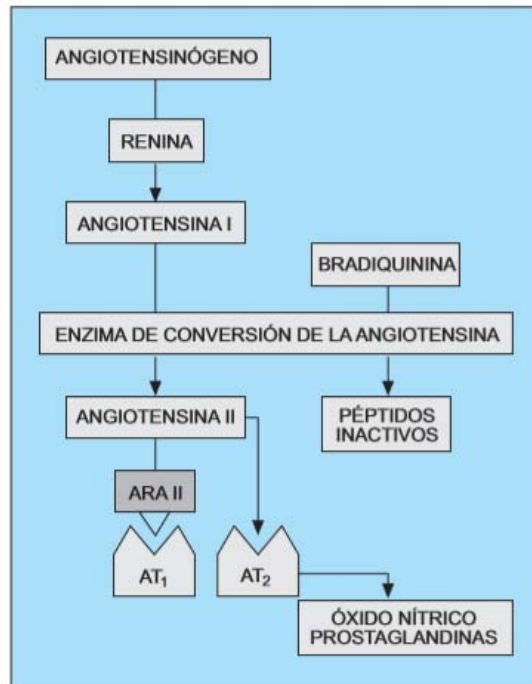 ANGIOTENSINÓGENO
RENINA
ANGIOTENSINA I
BRADIQUININA
ENZIMA DE CONVERSIÓN DE LA ANGIOTENSINA
ANGIOTENSINA II
PÉPTIDOS
INACTIVOS
ARA II
AT₁
AT₂
ÓXIDO NÍTRICO
PROSTAGLANDINAS